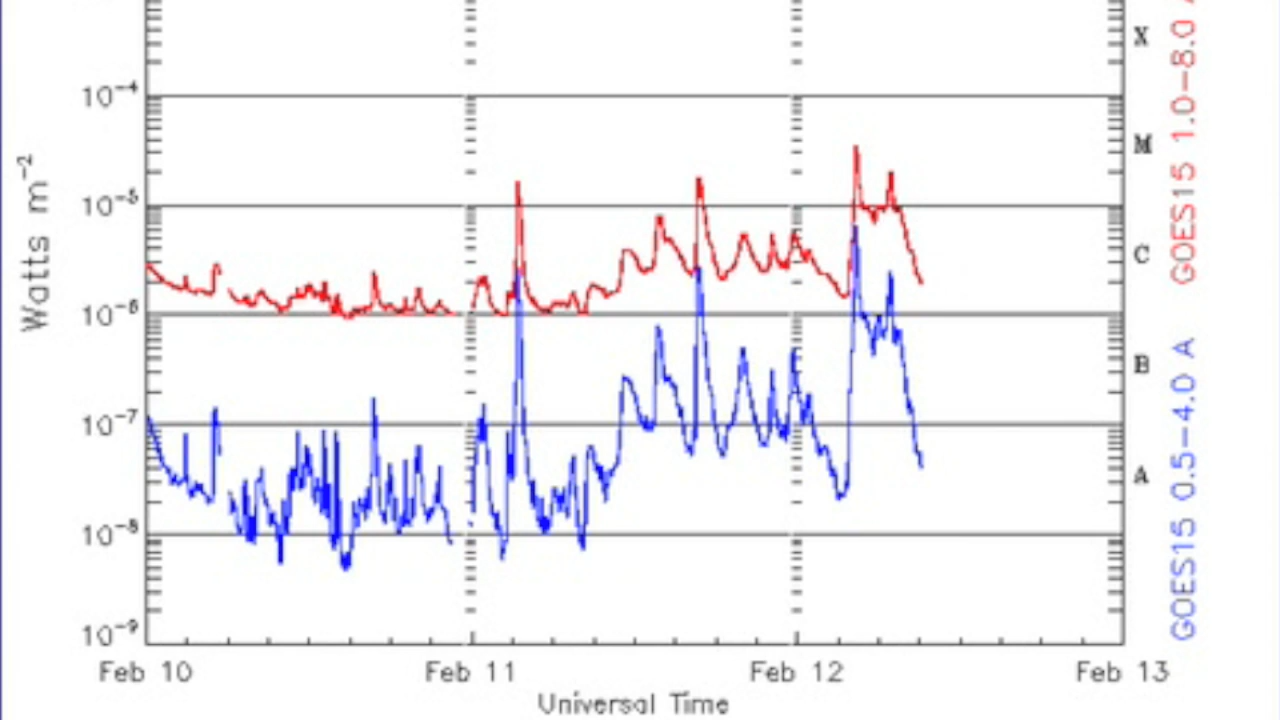 X
10⁻⁴
M
10⁻⁵
C
10⁻⁶
B
10⁻⁷
A
10⁻⁸
10⁻⁹
Feb 10 Feb 11 Feb 12 Feb 13
Universal Time
Watts m⁻²
GOES15 1.0-8.0
GOES15 0.5-4.0 A